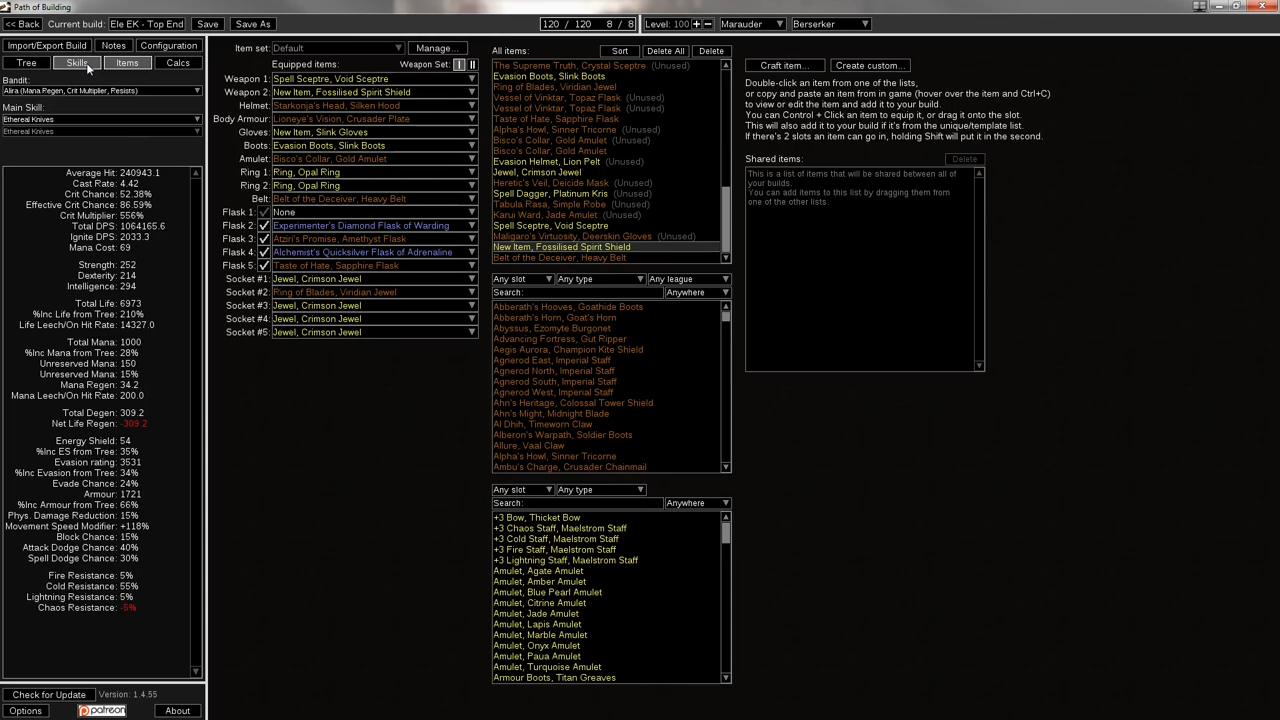 Path of Building
<< Back
Current build: Ele EK - Top End
Save
Save As
120 / 120 8 / 8
Level: 100
Marauder
Berserker
Import/Export Build
Notes
Configuration
Tree
Skills
Items
Calcs
Bandit:
Alira (Mana Regen, Crit Multiplier, Resists)
Main Skill:
Ethereal Knives
Ethereal Knives
Average Hit: 240943.1
Cast Rate: 4.42
Crit Chance: 52.38%
Effective Crit Chance: 86.59%
Crit Multiplier: 556%
Total DPS: 1064165.6
Ignite DPS: 2033.3
Mana Cost: 69
Strength: 252
Dexterity: 214
Intelligence: 294
Total Life: 6973
%Inc Life from Tree: 210%
Life Leech/On Hit Rate: 14327.0
Total Mana: 1000
%Inc Mana from Tree: 28%
Unreserved Mana: 150
Unreserved Mana: 15%
Mana Regen: 34.2
Mana Leech/On Hit Rate: 200.0
Total Degen: 309.2
Net Life Regen: -309.2
Energy Shield: 54
%Inc ES from Tree: 35%
Evasion rating: 3531
%Inc Evasion from Tree: 34%
Evade Chance: 24%
Armour: 1721
%Inc Armour from Tree: 66%
Phys. Damage Reduction: 15%
Movement Speed Modifier: +118%
Block Chance: 15%
Attack Dodge Chance: 40%
Spell Dodge Chance: 30%
Fire Resistance: 5%
Cold Resistance: 55%
Lightning Resistance: 5%
Chaos Resistance: -5%
Check for Update
Version: 1.4.55
Options
patreon
About
Item set: Default
Manage...
Equipped items:
Weapon Set: I II
Weapon 1: Spell Sceptre, Void Sceptre
Weapon 2: New Item, Fossilised Spirit Shield
Helmet: Starkonja's Head, Silken Hood
Body Armour: Lioneye's Vision, Crusader Plate
Gloves: New Item, Slink Gloves
Boots: Evasion Boots, Slink Boots
Amulet: Bisco's Collar, Gold Amulet
Ring 1: Ring, Opal Ring
Ring 2: Ring, Opal Ring
Belt: Belt of the Deceiver, Heavy Belt
Flask 1: None
Flask 2: Experimenter's Diamond Flask of Warding
Flask 3: Atziri's Promise, Amethyst Flask
Flask 4: Alchemist's Quicksilver Flask of Adrenaline
Flask 5: Taste of Hate, Sapphire Flask
Socket #1: Jewel, Crimson Jewel
Socket #2: Ring of Blades, Viridian Jewel
Socket #3: Jewel, Crimson Jewel
Socket #4: Jewel, Crimson Jewel
Socket #5: Jewel, Crimson Jewel
All items:
Sort
Delete All
Delete
The Supreme Truth, Crystal Sceptre (Unused)
Evasion Boots, Slink Boots
Ring of Blades, Viridian Jewel
Vessel of Vinktar, Topaz Flask (Unused)
Vessel of Vinktar, Topaz Flask (Unused)
Taste of Hate, Sapphire Flask
Alpha's Howl, Sinner Tricorne (Unused)
Bisco's Collar, Gold Amulet (Unused)
Bisco's Collar, Gold Amulet
Evasion Helmet, Lion Pelt (Unused)
Jewel, Crimson Jewel
Heretic's Veil, Deicide Mask (Unused)
Spell Dagger, Platinum Kris (Unused)
Tabula Rasa, Simple Robe (Unused)
Karui Ward, Jade Amulet (Unused)
Spell Sceptre, Void Sceptre
Maligaro's Virtuosity, Deerskin Gloves (Unused)
New Item, Fossilised Spirit Shield
Belt of the Deceiver, Heavy Belt
Any slot
Any type
Any league
Search:
Anywhere
Abberath's Hooves, Goathide Boots
Abberath's Horn, Goat's Horn
Abyssus, Ezomyte Burgonet
Advancing Fortress, Gut Ripper
Aegis Aurora, Champion Kite Shield
Agnerod East, Imperial Staff
Agnerod North, Imperial Staff
Agnerod South, Imperial Staff
Agnerod West, Imperial Staff
Ahn's Heritage, Colossal Tower Shield
Ahn's Might, Midnight Blade
Al Dhih, Timeworn Claw
Alberon's Warpath, Soldier Boots
Allure, Vaal Claw
Alpha's Howl, Sinner Tricorne
Ambu's Charge, Crusader Chainmail
Any slot
Any type
Search:
Anywhere
+3 Bow, Thicket Bow
+3 Chaos Staff, Maelstrom Staff
+3 Cold Staff, Maelstrom Staff
+3 Fire Staff, Maelstrom Staff
+3 Lightning Staff, Maelstrom Staff
Amulet, Agate Amulet
Amulet, Amber Amulet
Amulet, Blue Pearl Amulet
Amulet, Citrine Amulet
Amulet, Jade Amulet
Amulet, Lapis Amulet
Amulet, Marble Amulet
Amulet, Onyx Amulet
Amulet, Paua Amulet
Amulet, Turquoise Amulet
Armour Boots, Titan Greaves
Craft item...
Create custom...
Double-click an item from one of the lists,
or copy and paste an item from in game (hover over the item and Ctrl+C)
to view or edit the item and add it to your build.
You can Control + Click an item to equip it, or drag it onto the slot.
This will also add it to your build if it's from the unique/template list.
If there's 2 slots an item can go in, holding Shift will put it in the second.
Shared items:
Delete
This is a list of items that will be shared between all of
your builds.
You can add items to this list by dragging them from
one of the other lists.